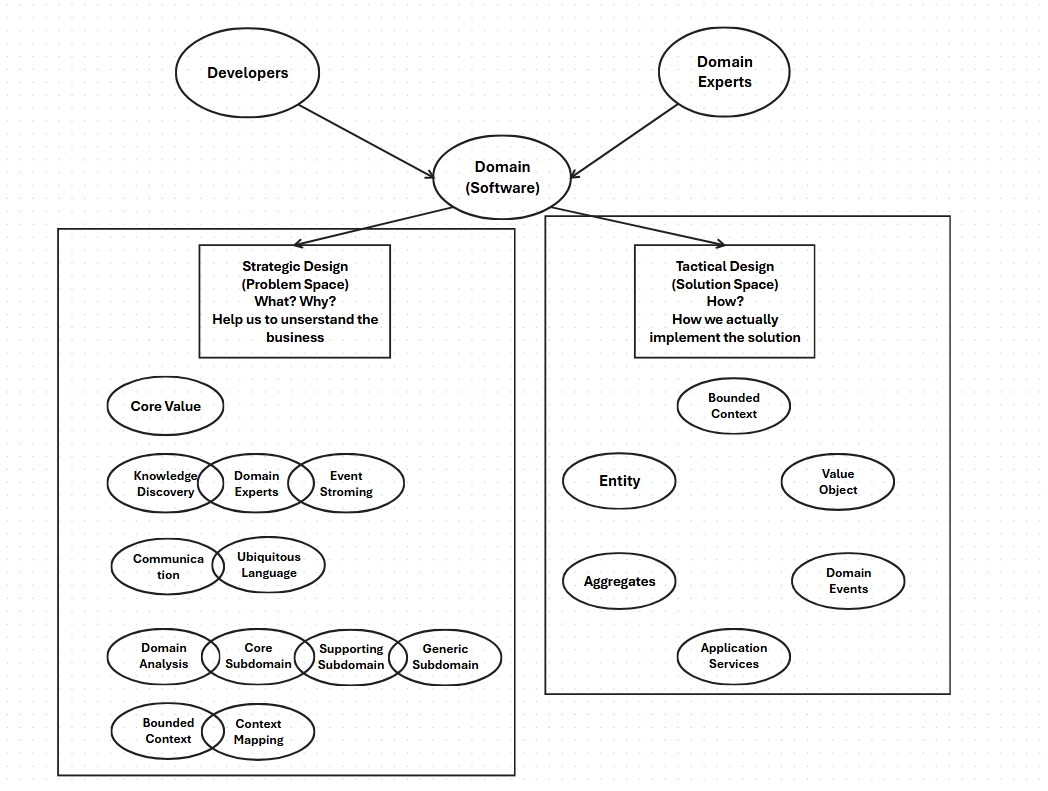 Developers
Domain
Experts
Domain
(Software)
Strategic Design
(Problem Space)
What? Why?
Help us to unserstand the
business
Tactical Design
(Solution Space)
How?
How we actually
implement the solution
Core Value
Knowledge
Discovery
Domain
Experts
Event
Stroming
Communica
tion
Ubiquitous
Language
Domain
Analysis
Core
Subdomain
Supporting
Subdomain
Generic
Subdomain
Bounded
Context
Context
Mapping
Bounded
Context
Entity
Value
Object
Aggregates
Domain
Events
Application
Services